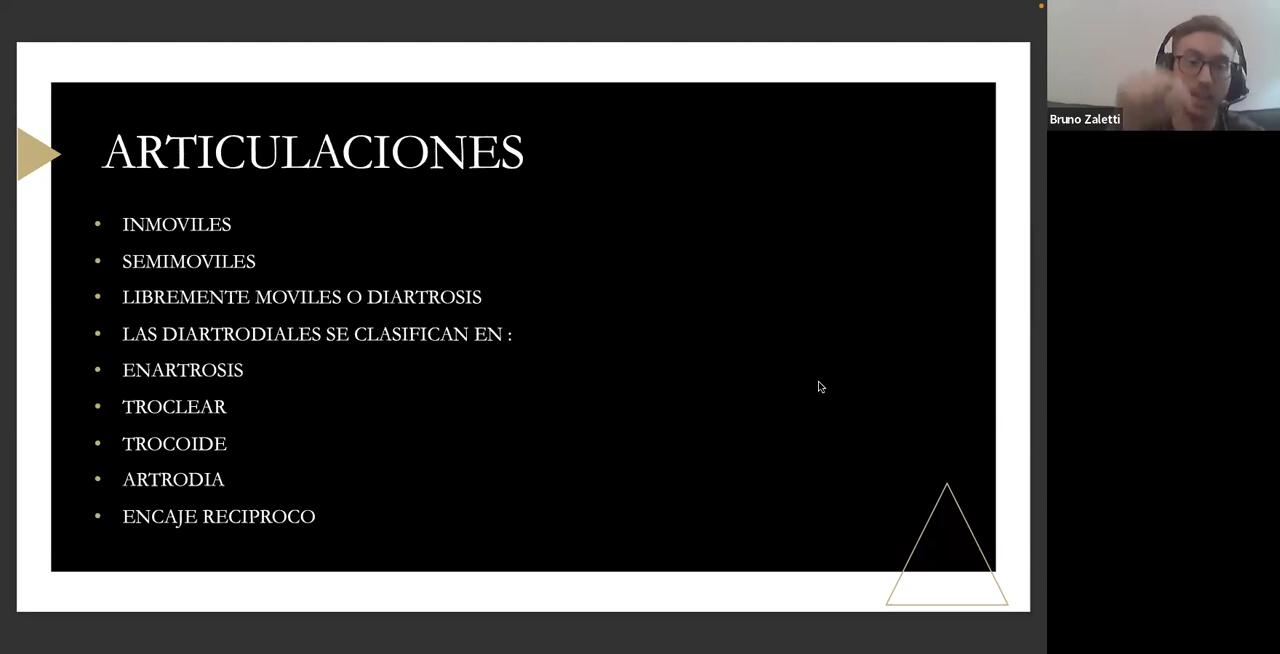 ARTICULACIONES
• INMOVILES
• SEMIMOVILES
• LIBREMENTE MOVILES O DIARTROSIS
• LAS DIARTRODIALES SE CLASIFICAN EN :
• ENARTROSIS
• TROCLEAR
• TROCOIDE
• ARTRODIA
• ENCAJE RECIPROCO
Bruno Zaletti